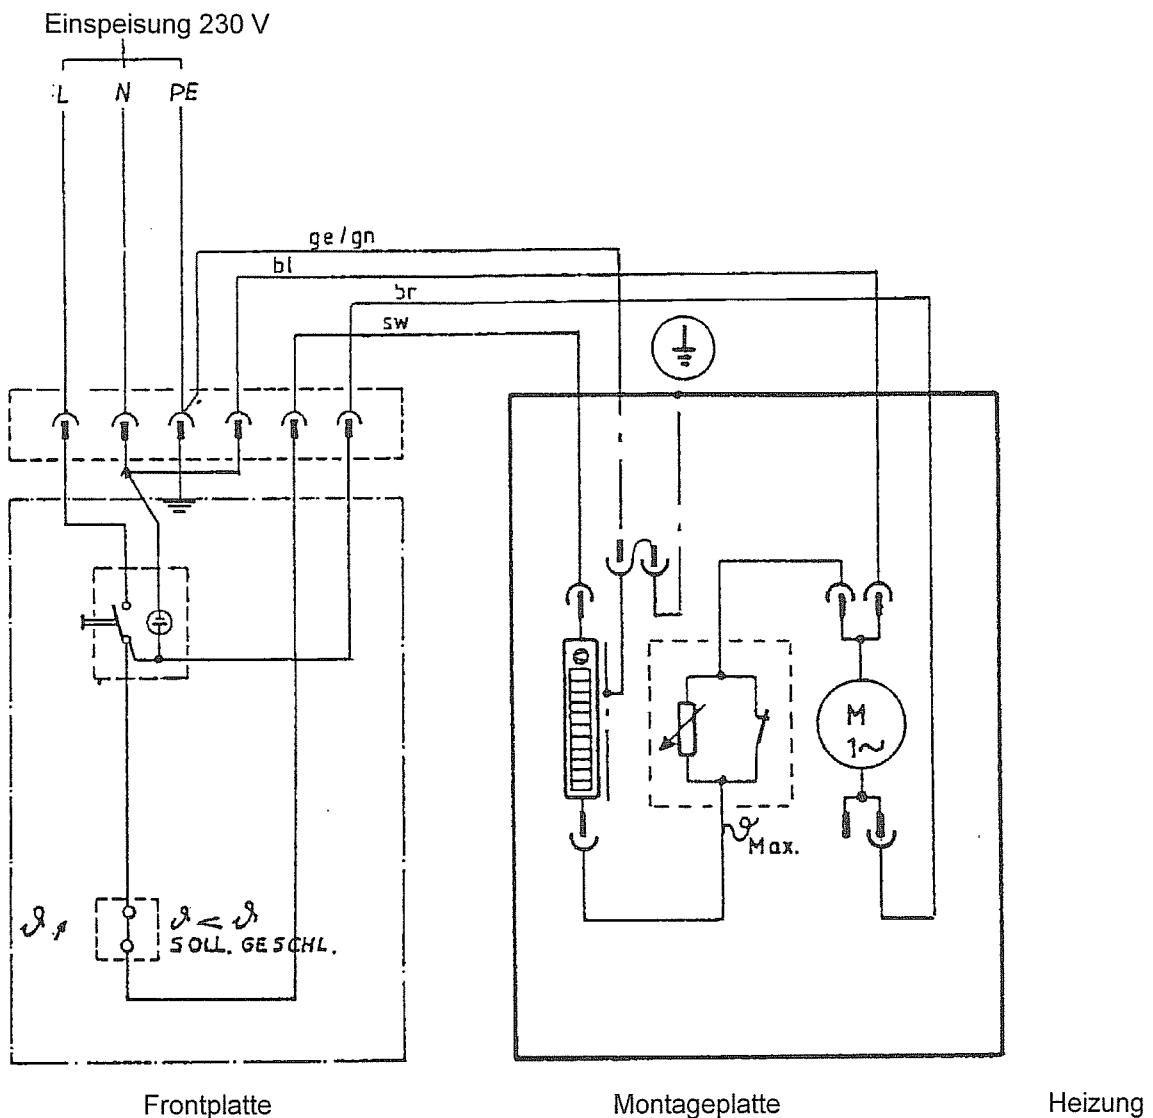 Einspeisung 230 V
L N PE
ge/gn
bl
br
sw
M
1~
ϑ Max.
ϑ ϑ < ϑ
SOLL. GESCHL.
Frontplatte Montageplatte Heizung